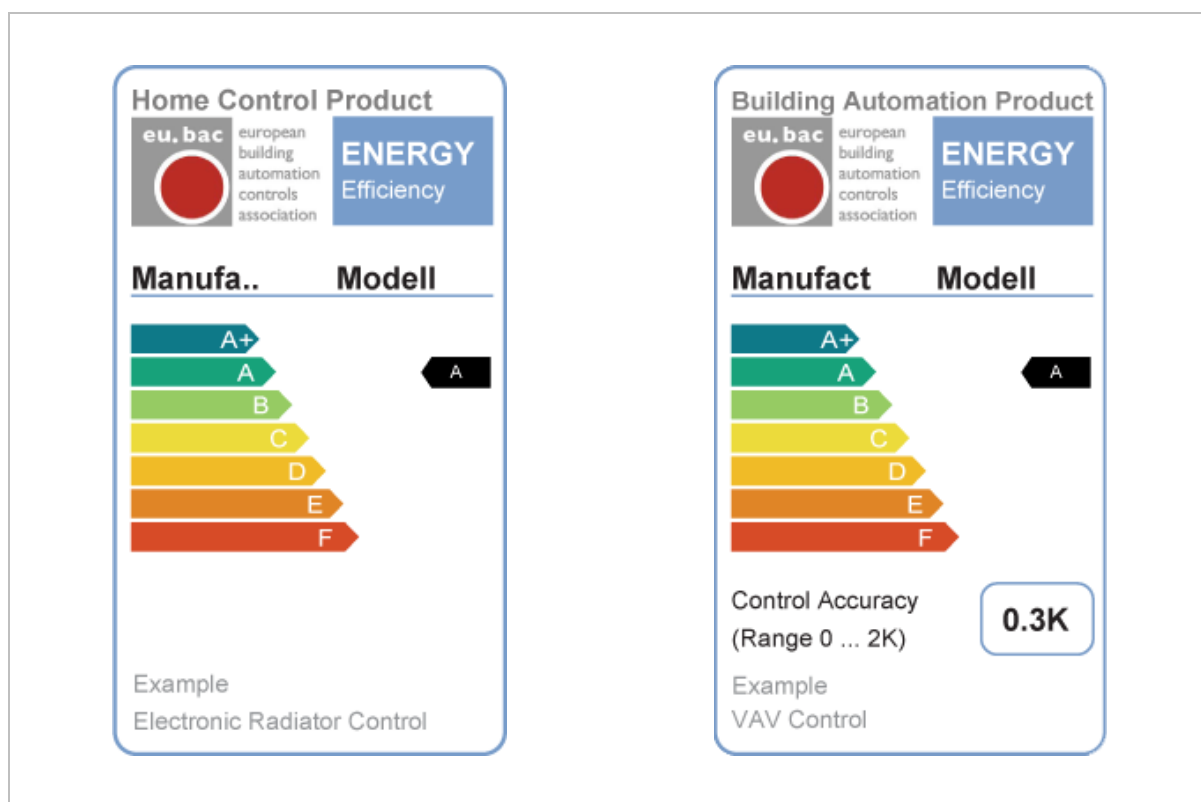 Home Control Product
eu.bac
european
building
automation
controls
association
ENERGY
Efficiency
Manufa.. Modell
A+
A
A
B
C
D
E
F
Example
Electronic Radiator Control
Building Automation Product
eu.bac
european
building
automation
controls
association
ENERGY
Efficiency
Manufact Modell
A+
A
A
B
C
D
E
F
Control Accuracy
(Range 0 ... 2K)
0.3K
Example
VAV Control